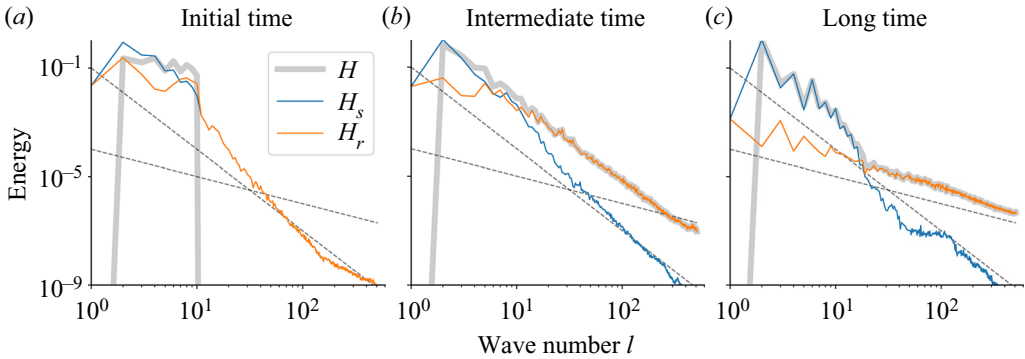 (a) Initial time
(b) Intermediate time
(c) Long time
H
H_s
H_r
Energy
10^{-1}
10^{-5}
10^{-9}
10^0 10^1 10^2
10^0 10^1 10^2
10^0 10^1 10^2
Wave number l